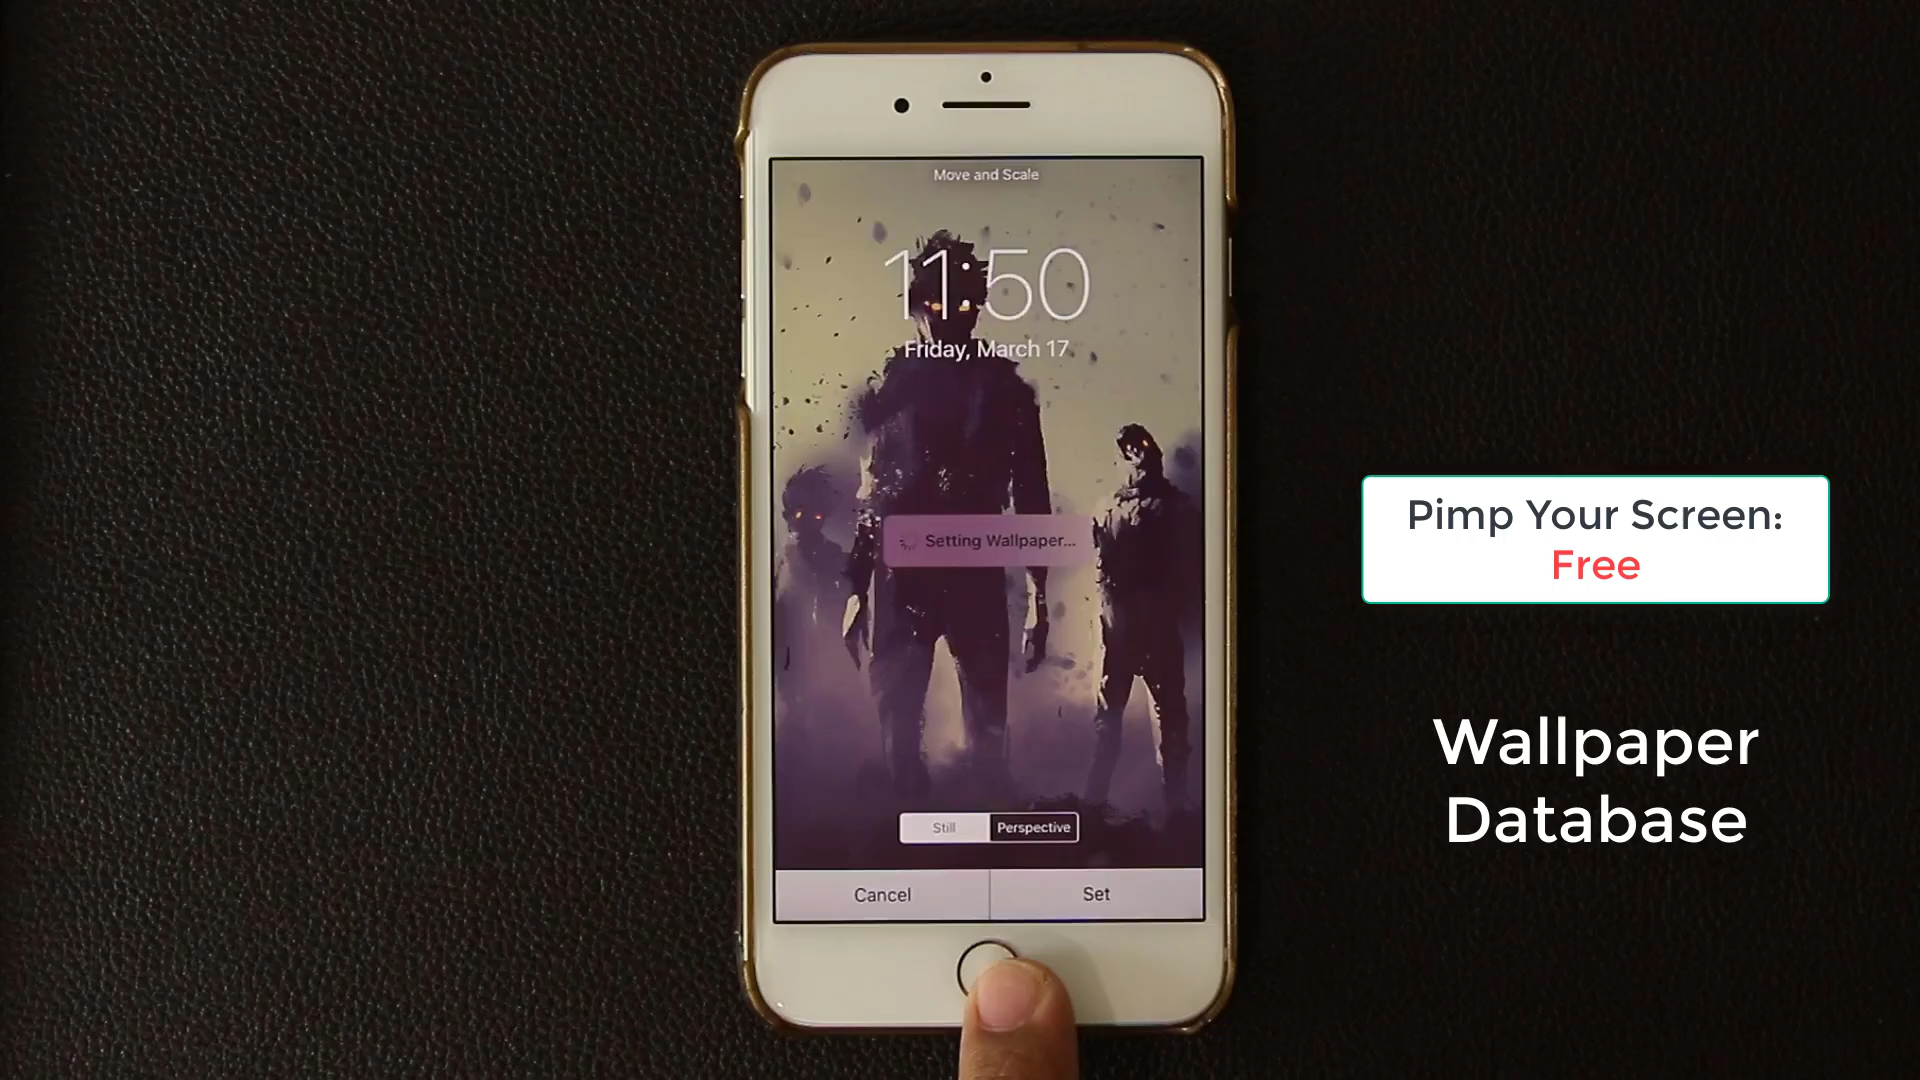 Move and Scale
11:50
Friday, March 17
Setting Wallpaper...
Still
Perspective
Cancel
Set
Pimp Your Screen:
Free
Wallpaper
Database